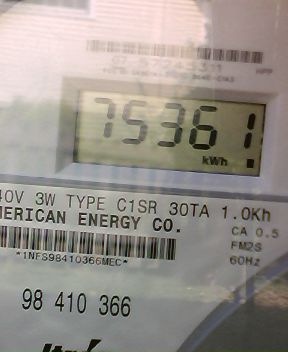 75361
kWh
40V 3W TYPE C1SR 30TA 1.0Kh
MERICAN ENERGY CO.
CA 0.5
FM2S
60Hz
*1NFS98410366MEC*
98 410 366